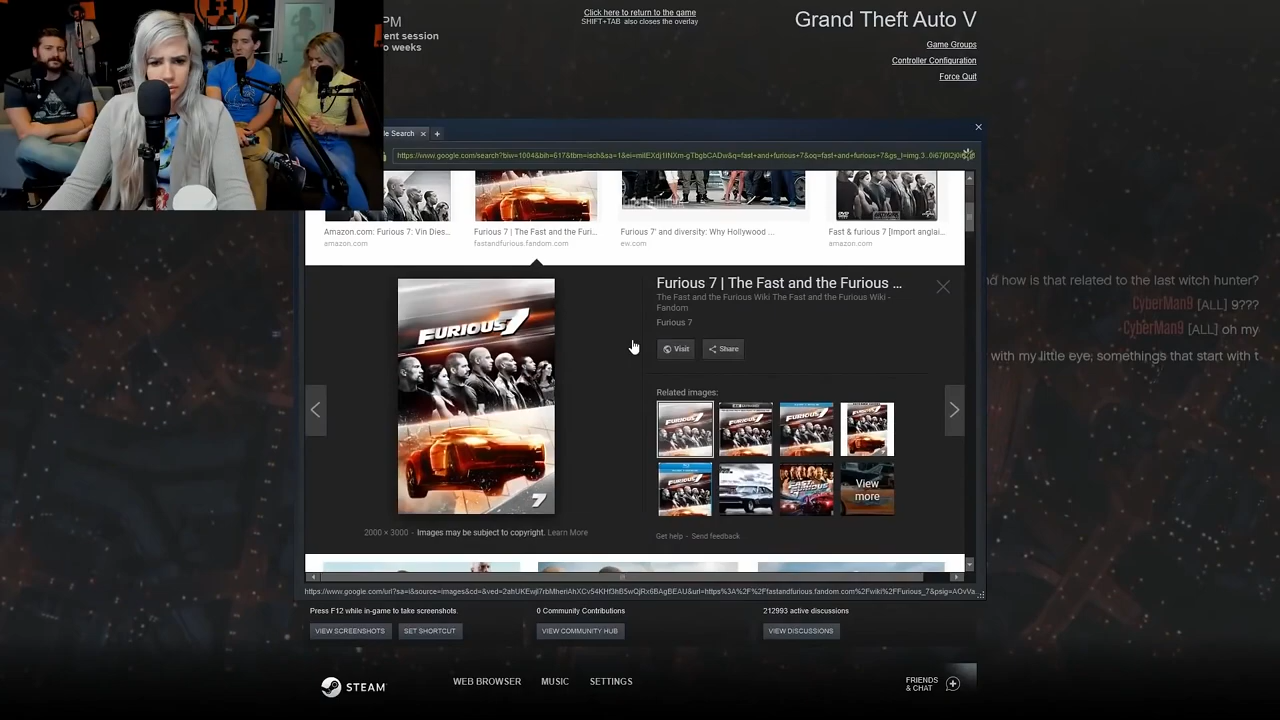 PM
Click here to return to the game
SHIFT+TAB also closes the overlay
Grand Theft Auto V
ent session
o weeks
Game Groups
Controller Configuration
Force Quit
le Search
Amazon.com: Furious 7: Vin Dies...
amazon.com
Furious 7 | The Fast and the Furi...
fastandfurious.fandom.com
Furious 7' and diversity: Why Hollywood ...
ew.com
Fast & furious 7 [Import anglai...
amazon.com
FURIOUS 7
7
Furious 7 | The Fast and the Furious ...
The Fast and the Furious Wiki The Fast and the Furious Wiki -
Fandom
Furious 7
Visit
Share
Related images:
View
more
2000 × 3000 - Images may be subject to copyright. Learn More
Get help - Send feedback
nd how is that related to the last witch hunter?
CyberMan9 [ALL] 9???
CyberMan9 [ALL] oh my
with my little eye, somethings that start with t
Press F12 while in-game to take screenshots.
VIEW SCREENSHOTS
SET SHORTCUT
0 Community Contributions
VIEW COMMUNITY HUB
212993 active discussions
VIEW DISCUSSIONS
STEAM
WEB BROWSER
MUSIC
SETTINGS
FRIENDS
& CHAT